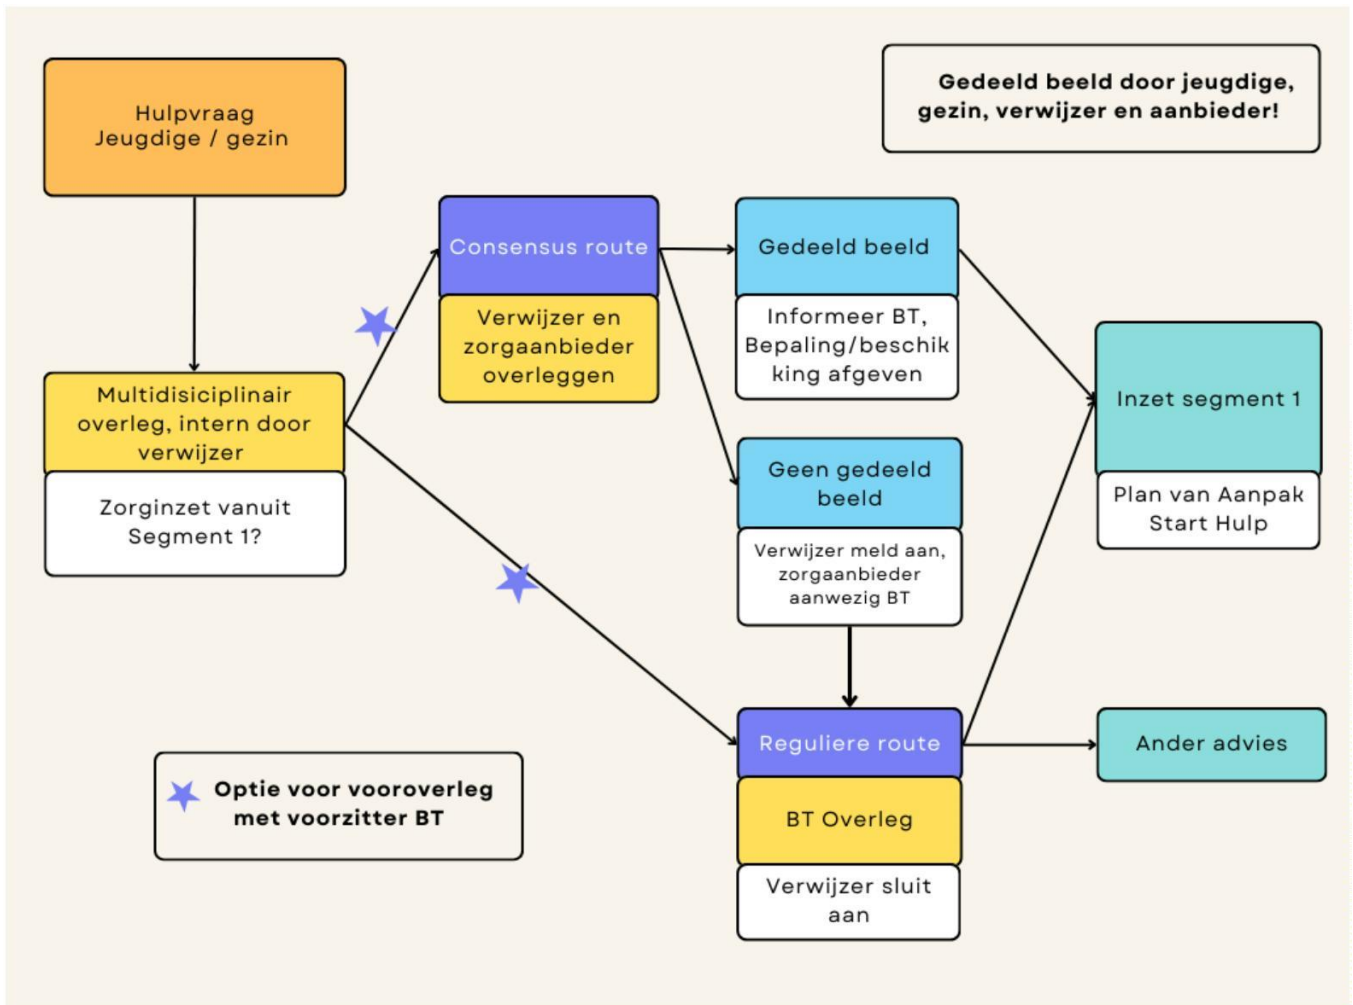 Hulpvraag
Jeugdige / gezin
Gedeeld beeld door jeugdige,
gezin, verwijzer en aanbieder!
Multidisiciplinair
overleg, intern door
verwijzer
Zorginzet vanuit
Segment 1?
Consensus route
Verwijzer en
zorgaanbieder
overleggen
Gedeeld beeld
Informeer BT,
Bepaling/beschik
king afgeven
Geen gedeeld
beeld
Verwijzer meld aan,
zorgaanbieder
aanwezig BT
Inzet segment 1
Plan van Aanpak
Start Hulp
Reguliere route
BT Overleg
Verwijzer sluit
aan
Ander advies
Optie voor vooroverleg
met voorzitter BT